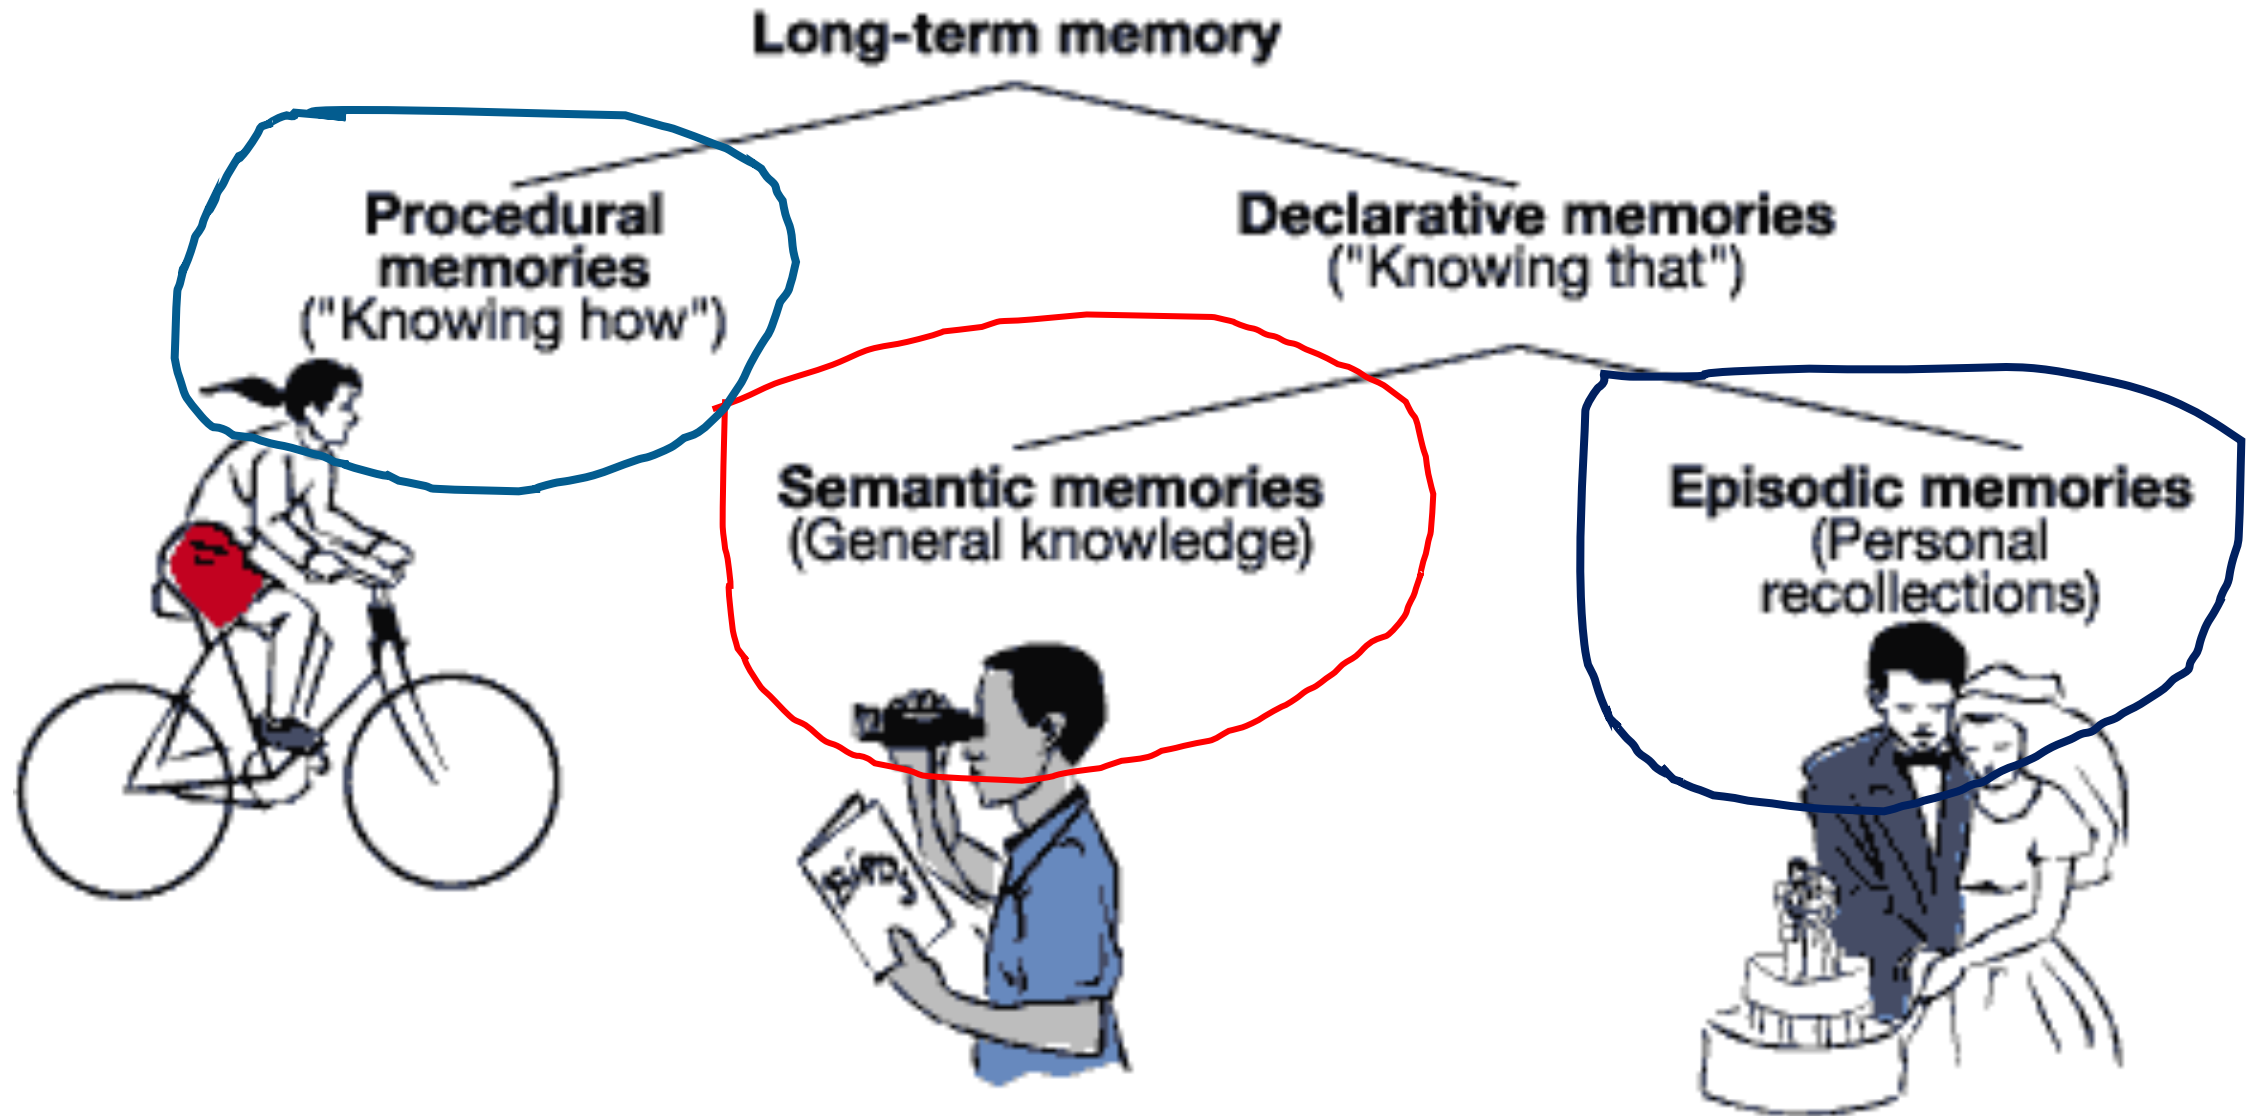 Long-term memory
Procedural
memories
("Knowing how")
Declarative memories
("Knowing that")
Semantic memories
(General knowledge)
Episodic memories
(Personal
recollections)
Birds